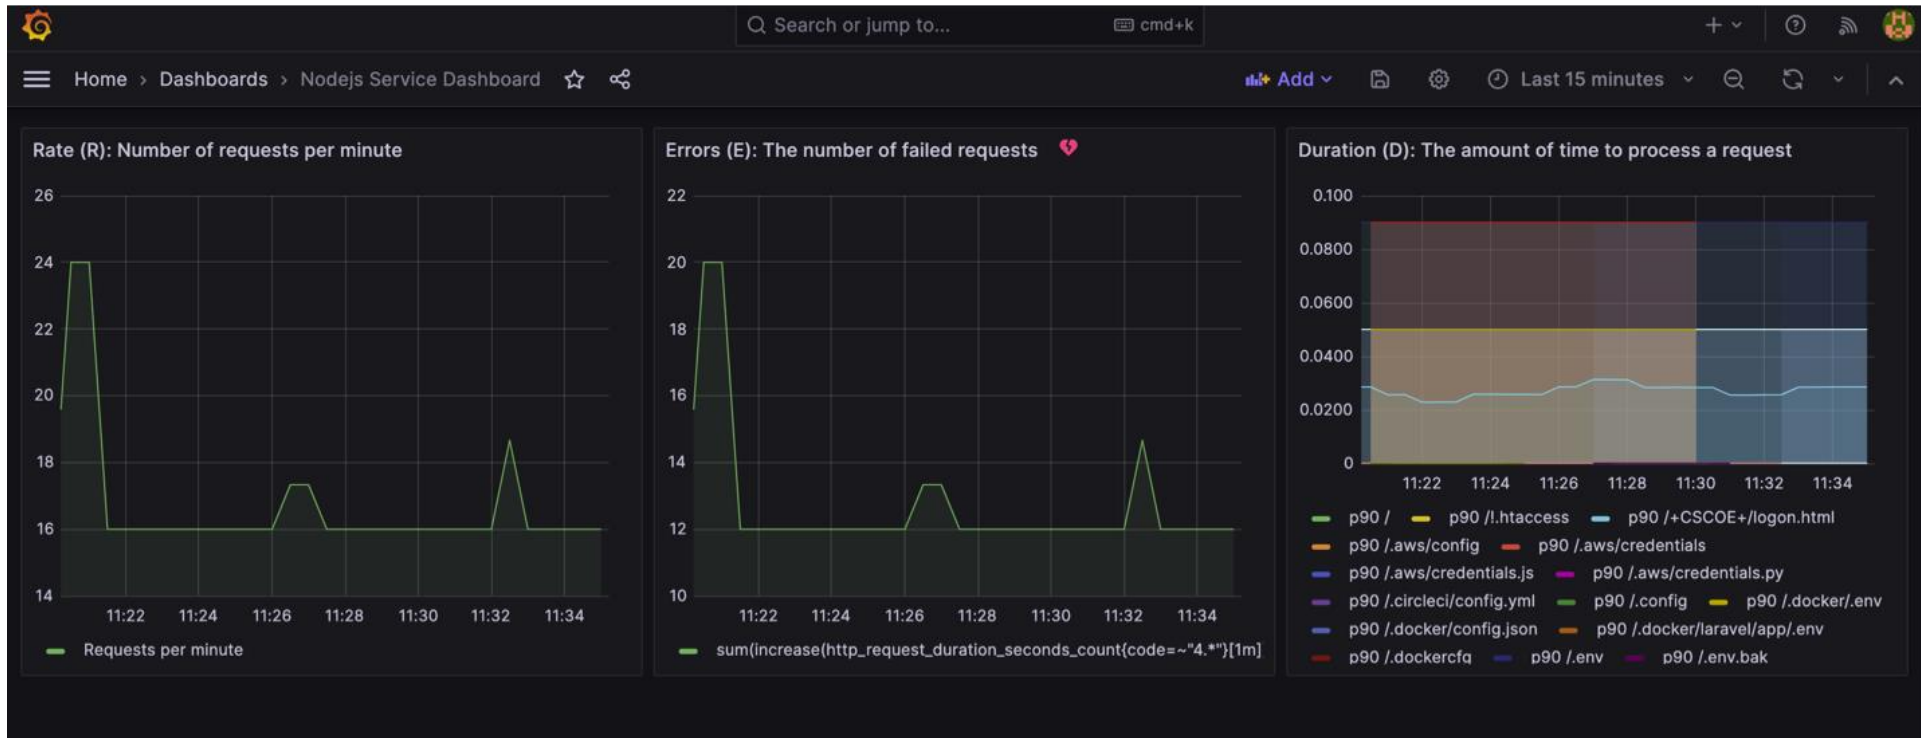 Search or jump to... cmd+k
Home › Dashboards › Nodejs Service Dashboard Add Last 15 minutes
Rate (R): Number of requests per minute
26
24
22
20
18
16
14
11:22 11:24 11:26 11:28 11:30 11:32 11:34
Requests per minute
Errors (E): The number of failed requests
22
20
18
16
14
12
10
11:22 11:24 11:26 11:28 11:30 11:32 11:34
sum(increase(http_request_duration_seconds_count{code=~"4.*"}[1m]
Duration (D): The amount of time to process a request
0.100
0.0800
0.0600
0.0400
0.0200
0
11:22 11:24 11:26 11:28 11:30 11:32 11:34
p90 / p90 /!.htaccess p90 /+CSCOE+/logon.html
p90 /.aws/config p90 /.aws/credentials
p90 /.aws/credentials.js p90 /.aws/credentials.py
p90 /.circleci/config.yml p90 /.config p90 /.docker/.env
p90 /.docker/config.json p90 /.docker/laravel/app/.env
p90 /.dockercfg p90 /.env p90 /.env.bak